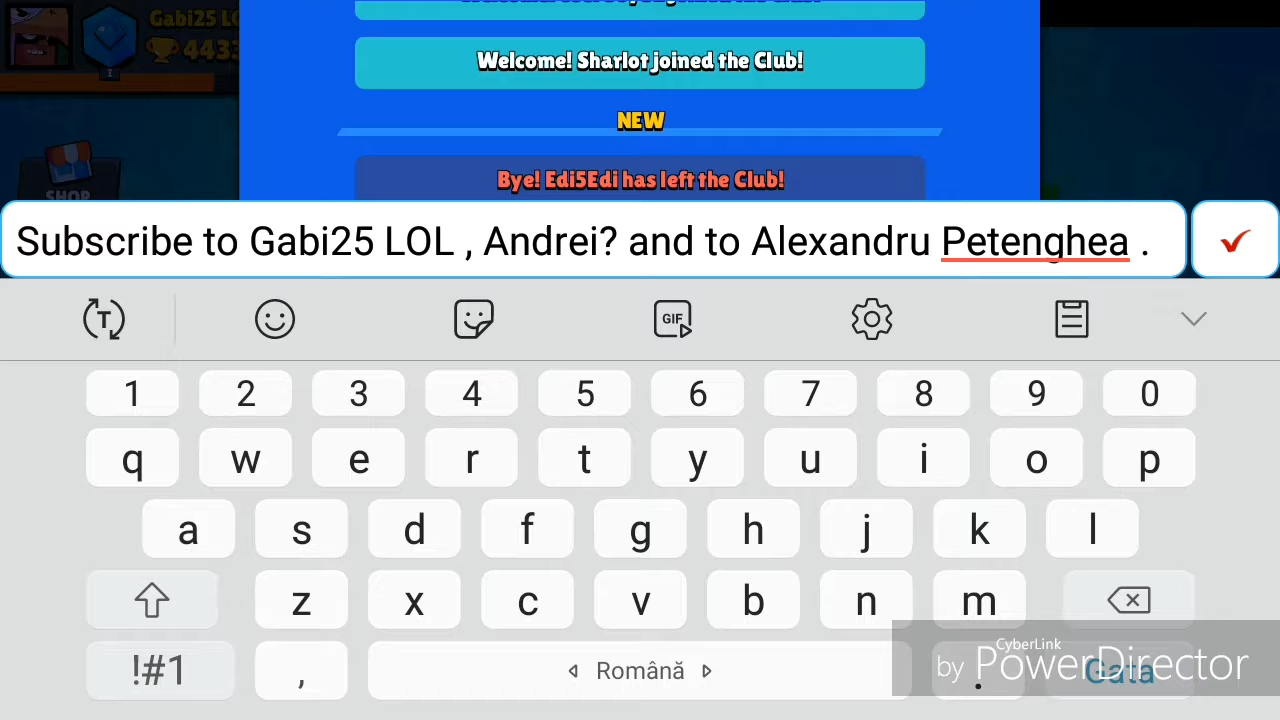 Gabi25 LO
4433
I
SHOP
Welcome! Sharlot joined the Club!
NEW
Bye! Edi5Edi has left the Club!
Subscribe to Gabi25 LOL , Andrei? and to Alexandru Petenghea .
T
GIF
1 2 3 4 5 6 7 8 9 0
q w e r t y u i o p
a s d f g h j k l
z x c v b n m
!#1 , Română . Gata
CyberLink
by PowerDirector